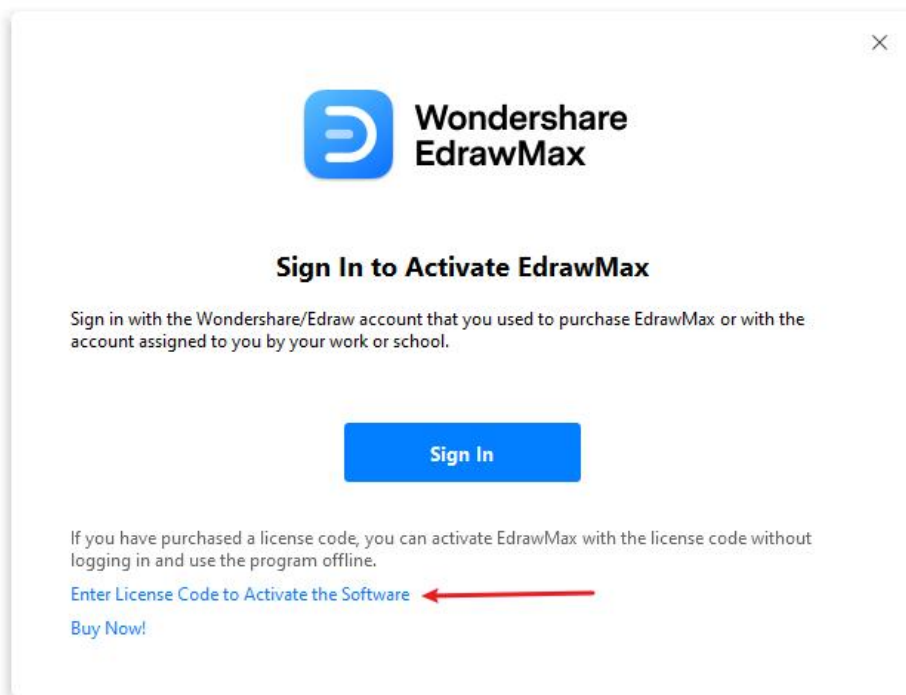 Wondershare
EdrawMax
Sign In to Activate EdrawMax
Sign in with the Wondershare/Edraw account that you used to purchase EdrawMax or with the
account assigned to you by your work or school.
Sign In
If you have purchased a license code, you can activate EdrawMax with the license code without
logging in and use the program offline.
Enter License Code to Activate the Software
Buy Now!